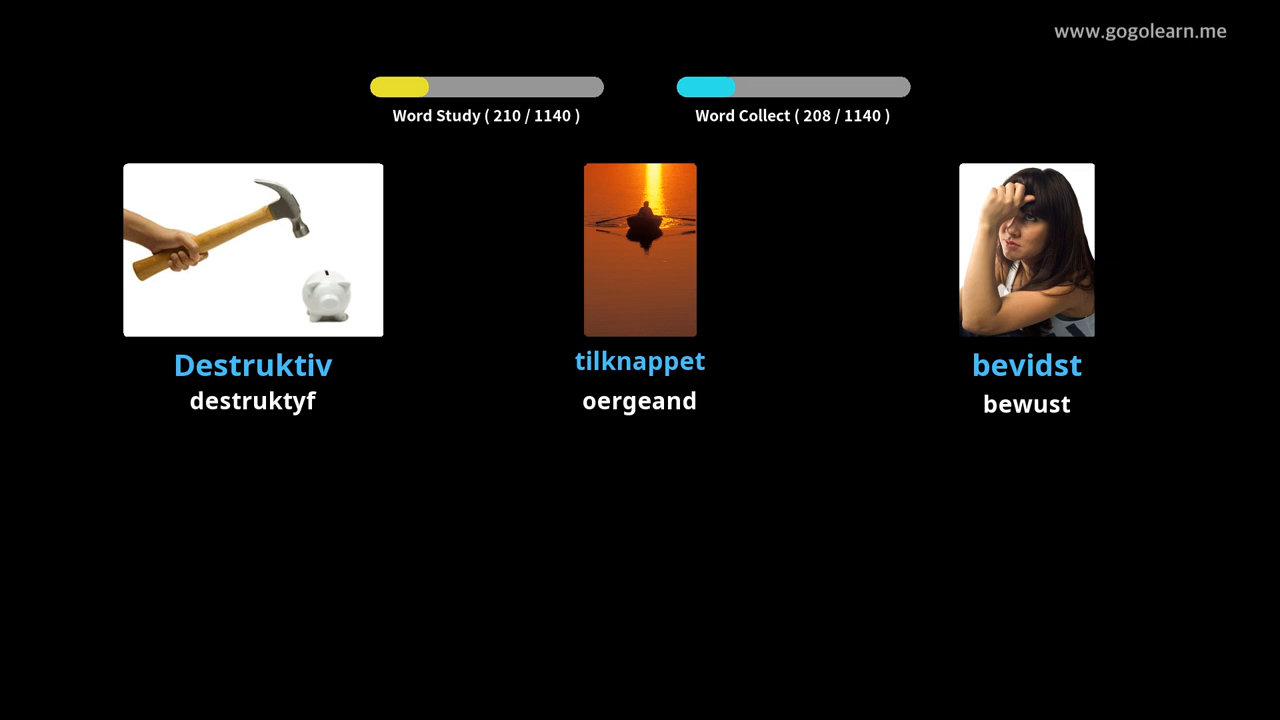 www.gogolearn.me
Word Study ( 210 / 1140 )
Word Collect ( 208 / 1140 )
Destruktiv
destruktyf
tilknappet
oergeand
bevidst
bewust